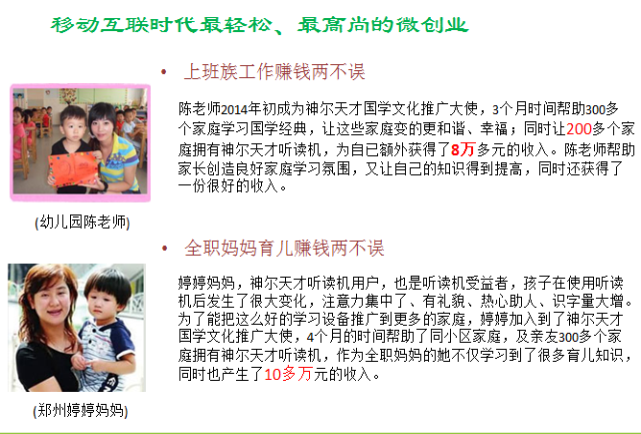 移动互联时代最轻松、最高尚的微创业
• 上班族工作赚钱两不误
陈老师2014年初成为神尔天才国学文化推广大使，3个月时间帮助300多
个家庭学习国学经典，让这些家庭变的更和谐、幸福；同时让200多个家
庭拥有神尔天才听读机，为自已额外获得了8万多元的收入。陈老师帮助
家长创造良好家庭学习氛围，又让自己的知识得到提高，同时还获得了
一份很好的收入。
(幼儿园陈老师)
• 全职妈妈育儿赚钱两不误
婷婷妈妈，神尔天才听读机用户，也是听读机受益者，孩子在使用听读
机后发生了很大变化，注意力集中了、有礼貌、热心助人、识字量大增。
为了能把这么好的学习设备推广到更多的家庭，婷婷加入到了神尔天才
国学文化推广大使，4个月的时间帮助了同小区家庭，及亲友300多个家
庭拥有神尔天才听读机，作为全职妈妈的她不仅学习到了很多育儿知识，
同时也产生了10多万元的收入。
(郑州婷婷妈妈)